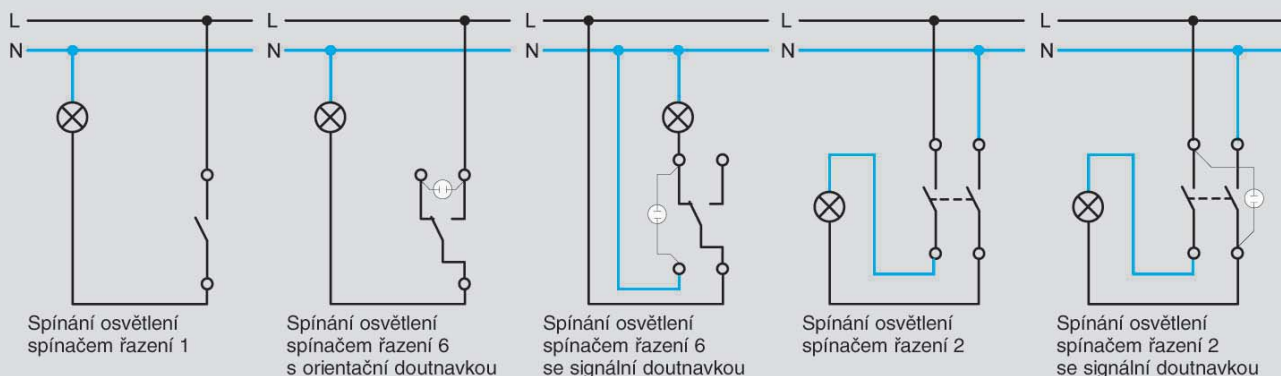 L
N
Spínání osvětlení
spínačem řazení 1
L
N
Spínání osvětlení
spínačem řazení 6
s orientační doutnavkou
L
N
Spínání osvětlení
spínačem řazení 6
se signální doutnavkou
L
N
Spínání osvětlení
spínačem řazení 2
L
N
Spínání osvětlení
spínačem řazení 2
se signální doutnavkou